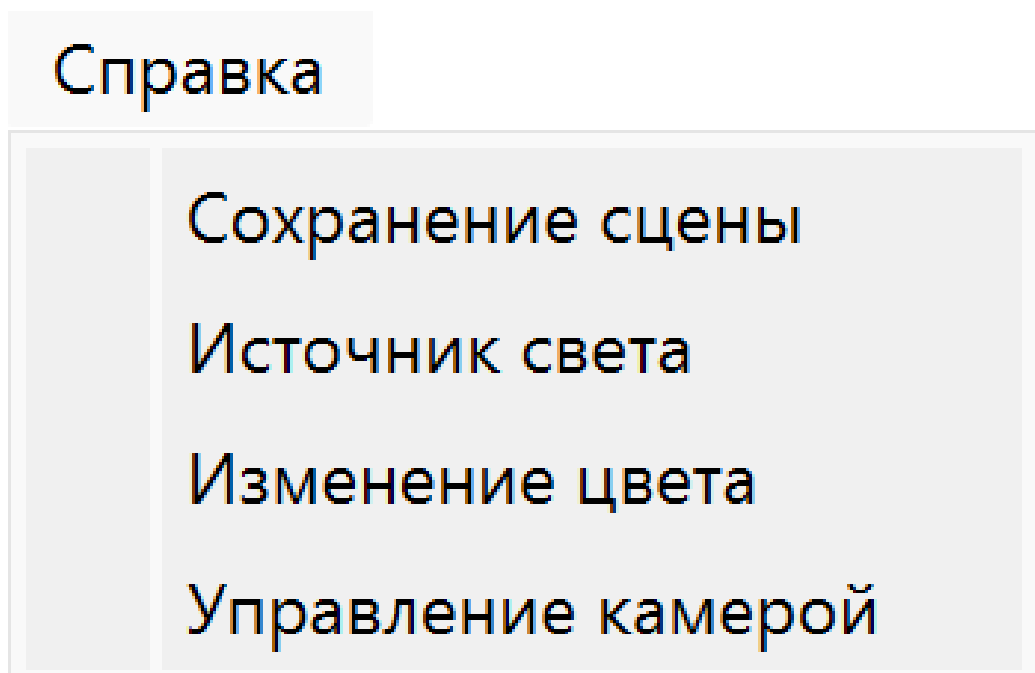 Справка
Сохранение сцены
Источник света
Изменение цвета
Управление камерой